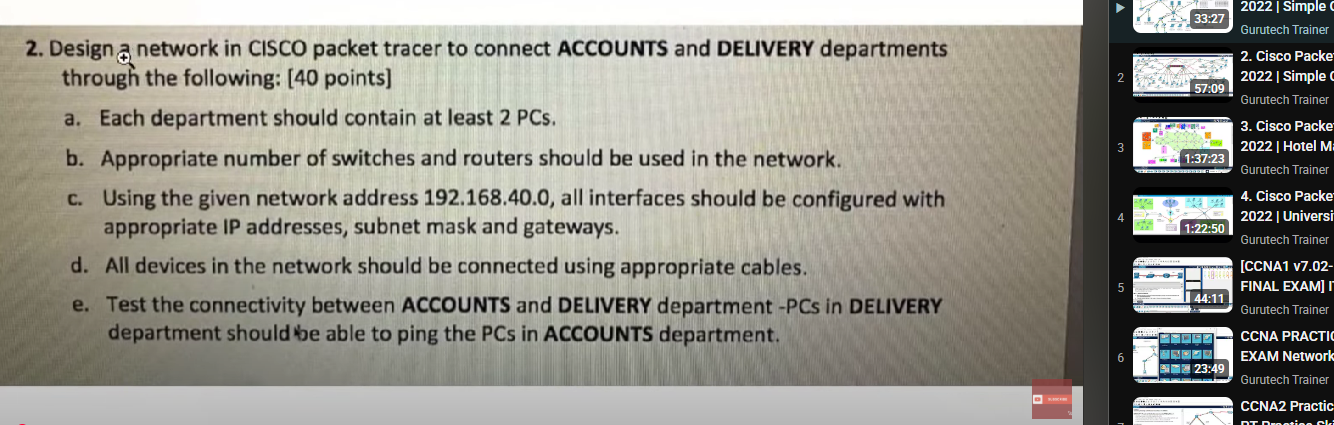 2. Design a network in CISCO packet tracer to connect ACCOUNTS and DELIVERY departments
through the following: [40 points]
a. Each department should contain at least 2 PCs.
b. Appropriate number of switches and routers should be used in the network.
c. Using the given network address 192.168.40.0, all interfaces should be configured with
appropriate IP addresses, subnet mask and gateways.
d. All devices in the network should be connected using appropriate cables.
e. Test the connectivity between ACCOUNTS and DELIVERY department -PCs in DELIVERY
department should be able to ping the PCs in ACCOUNTS department.
SUBSCRIBE
33:27
2022 | Simple
Gurutech Trainer
2
57:09
2. Cisco Packe
2022 | Simple
Gurutech Trainer
3
1:37:23
3. Cisco Packe
2022 | Hotel M
Gurutech Trainer
4
1:22:50
4. Cisco Packe
2022 | Universi
Gurutech Trainer
5
44:11
[CCNA1 v7.02-
FINAL EXAM]
Gurutech Trainer
6
23:49
CCNA PRACTIC
EXAM Network
Gurutech Trainer
CCNA2 Practic